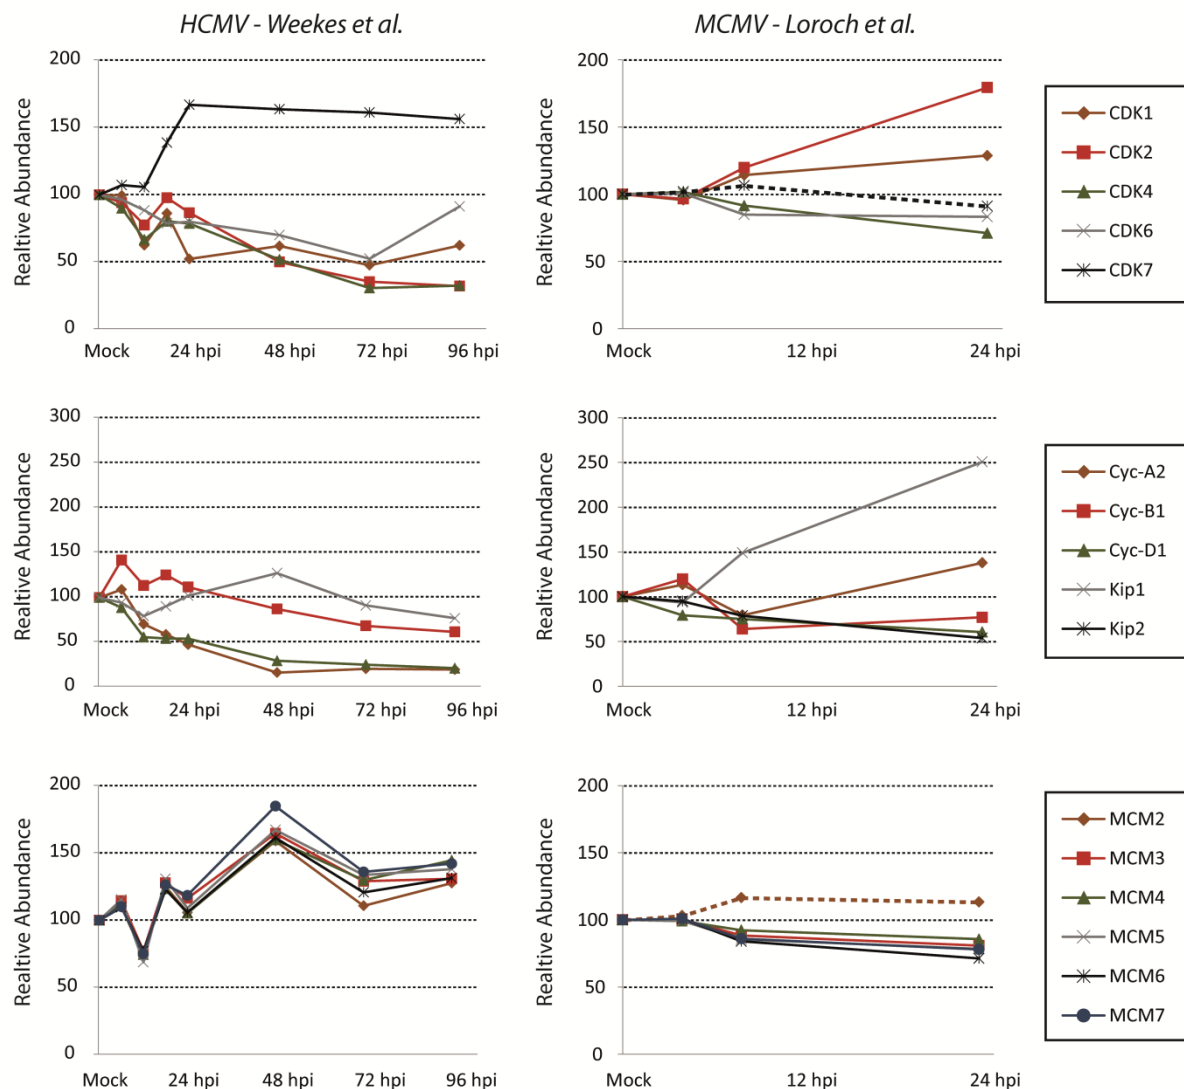 HCMV - Weekes et al.
MCMV - Loroch et al.
Realtive Abundance
200
150
100
50
0
Mock 24 hpi 48 hpi 72 hpi 96 hpi
Realtive Abundance
200
150
100
50
0
Mock 12 hpi 24 hpi
CDK1
CDK2
CDK4
CDK6
CDK7
Realtive Abundance
300
250
200
150
100
50
0
Mock 24 hpi 48 hpi 72 hpi 96 hpi
Realtive Abundance
300
250
200
150
100
50
0
Mock 12 hpi 24 hpi
Cyc-A2
Cyc-B1
Cyc-D1
Kip1
Kip2
Realtive Abundance
200
150
100
50
0
Mock 24 hpi 48 hpi 72 hpi 96 hpi
Realtive Abundance
200
150
100
50
0
Mock 12 hpi 24 hpi
MCM2
MCM3
MCM4
MCM5
MCM6
MCM7